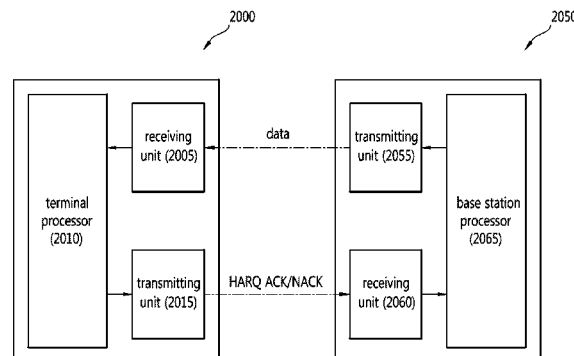 2000
2050
receiving
unit (2005)
data
transmitting
unit (2055)
terminal
processor
(2010)
base station
processor
(2065)
transmitting
unit (2015)
HARQ ACK/NACK
receiving
unit (2060)